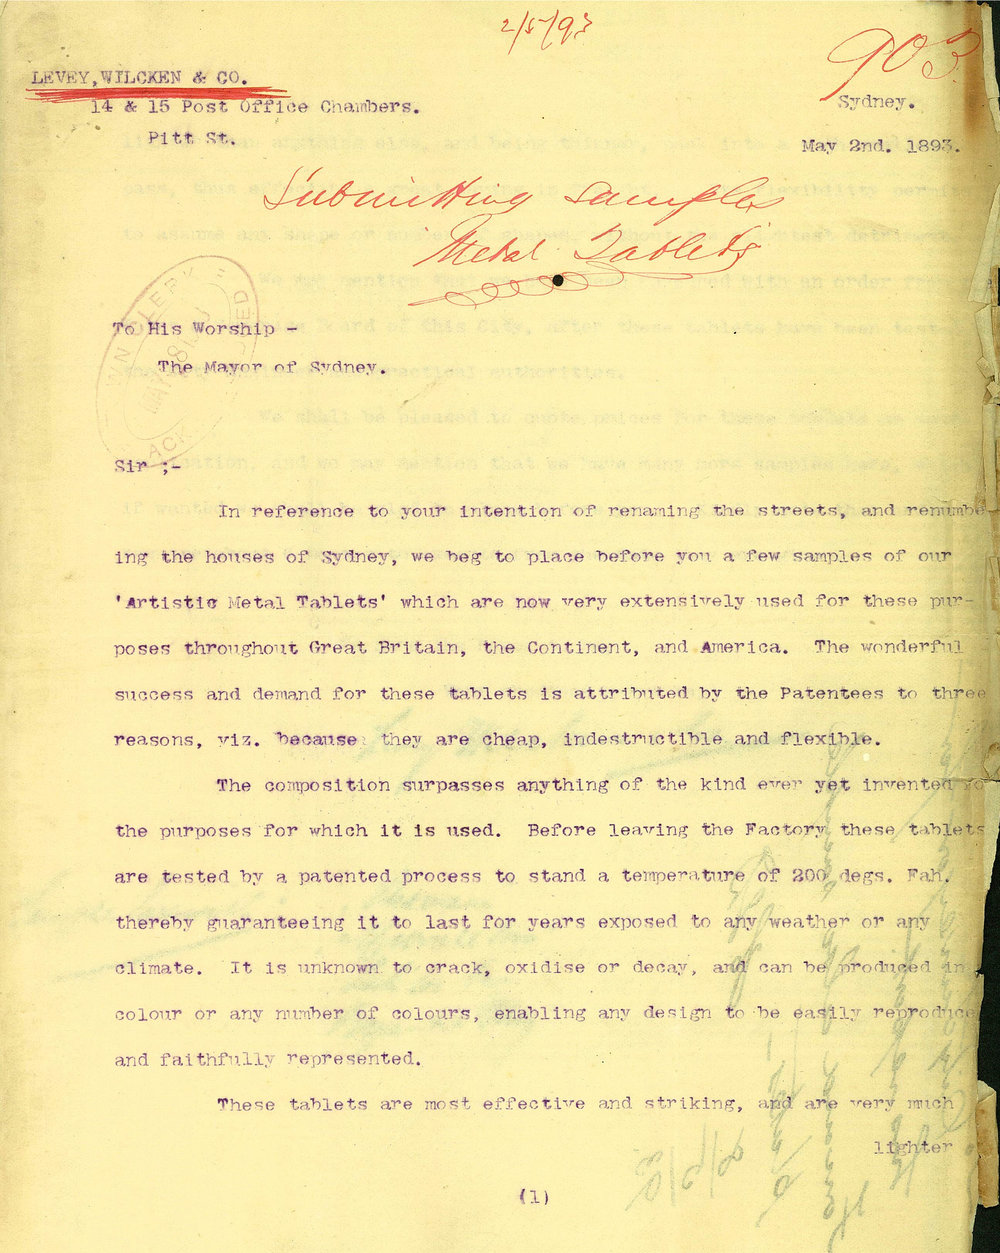 2/5/93
903
LEVEY, WILCKEN & CO.
14 & 15 Post Office Chambers.
Pitt St.
Sydney.
May 2nd. 1893.
Submitting Samples
Metal Tablets
To His Worship -
The Mayor of Sydney.
Sir ;-
In reference to your intention of renaming the streets, and renumbe
ing the houses of Sydney, we beg to place before you a few samples of our
'Artistic Metal Tablets' which are now very extensively used for these pur-
poses throughout Great Britain, the Continent, and America. The wonderful
success and demand for these tablets is attributed by the Patentees to three
reasons, viz. because they are cheap, indestructible and flexible.
The composition surpasses anything of the kind ever yet invented fo
the purposes for which it is used. Before leaving the Factory these tablets
are tested by a patented process to stand a temperature of 200 degs. Fah.
thereby guaranteeing it to last for years exposed to any weather or any
climate. It is unknown to crack, oxidise or decay, and can be produced in
colour or any number of colours, enabling any design to be easily reproduce
and faithfully represented.
These tablets are most effective and striking, and are very much
lighter
(1)